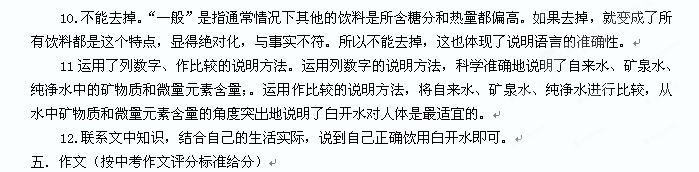 10.不能去掉。“一般”是指通常情况下其他的饮料是所含糖分和热量都偏高。如果去掉，就变成了所
有饮料都是这个特点，显得绝对化，与事实不符。所以不能去掉，这也体现了说明语言的准确性。
11 运用了列数字、作比较的说明方法。运用列数字的说明方法，科学准确地说明了自来水、矿泉水、
纯净水中的矿物质和微量元素含量；。运用作比较的说明方法，将自来水、矿泉水、纯净水进行比较，从
水中矿物质和微量元素含量的角度突出地说明了白开水对人体是最适宜的。
12.联系文中知识，结合自己的生活实际，说到自己正确饮用白开水即可。
五．作文（按中考作文评分标准给分）